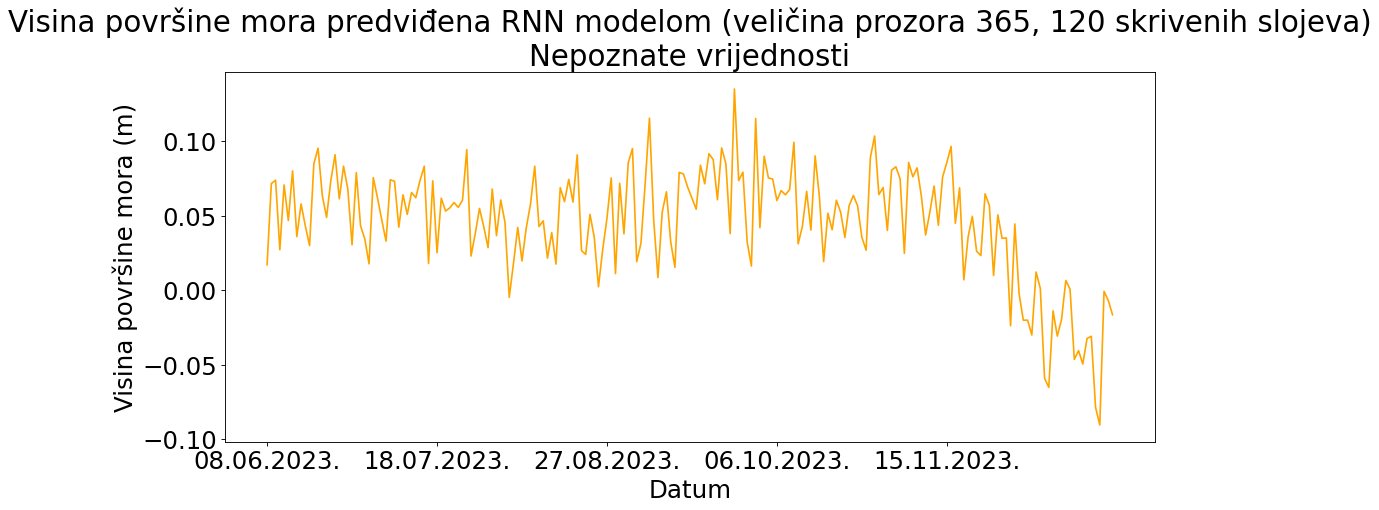 Visina površine mora predviđena RNN modelom (veličina prozora 365, 120 skrivenih slojeva)
Nepoznate vrijednosti
Visina površine mora (m)
0.10
0.05
0.00
−0.05
−0.10
08.06.2023. 18.07.2023. 27.08.2023. 06.10.2023. 15.11.2023.
Datum